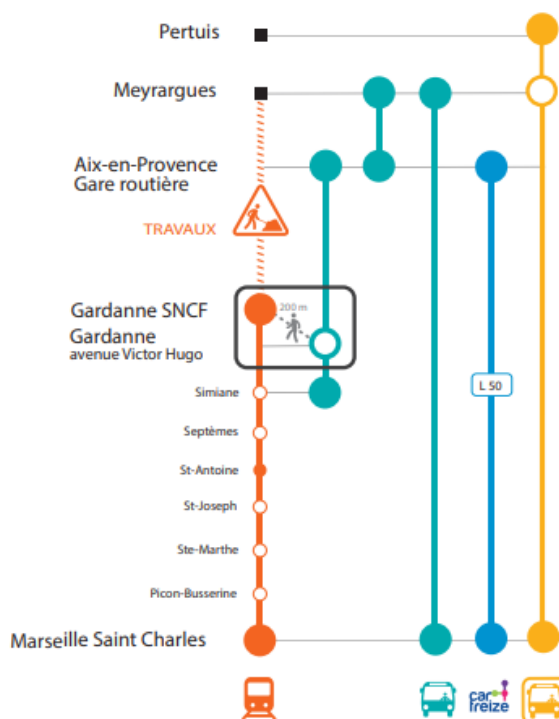 Pertuis
Meyrargues
Aix-en-Provence
Gare routière
TRAVAUX
Gardanne SNCF
200 m
Gardanne
avenue Victor Hugo
Simiane
L 50
Septèmes
St-Antoine
St-Joseph
Ste-Marthe
Picon-Busserine
Marseille Saint Charles
car
treize